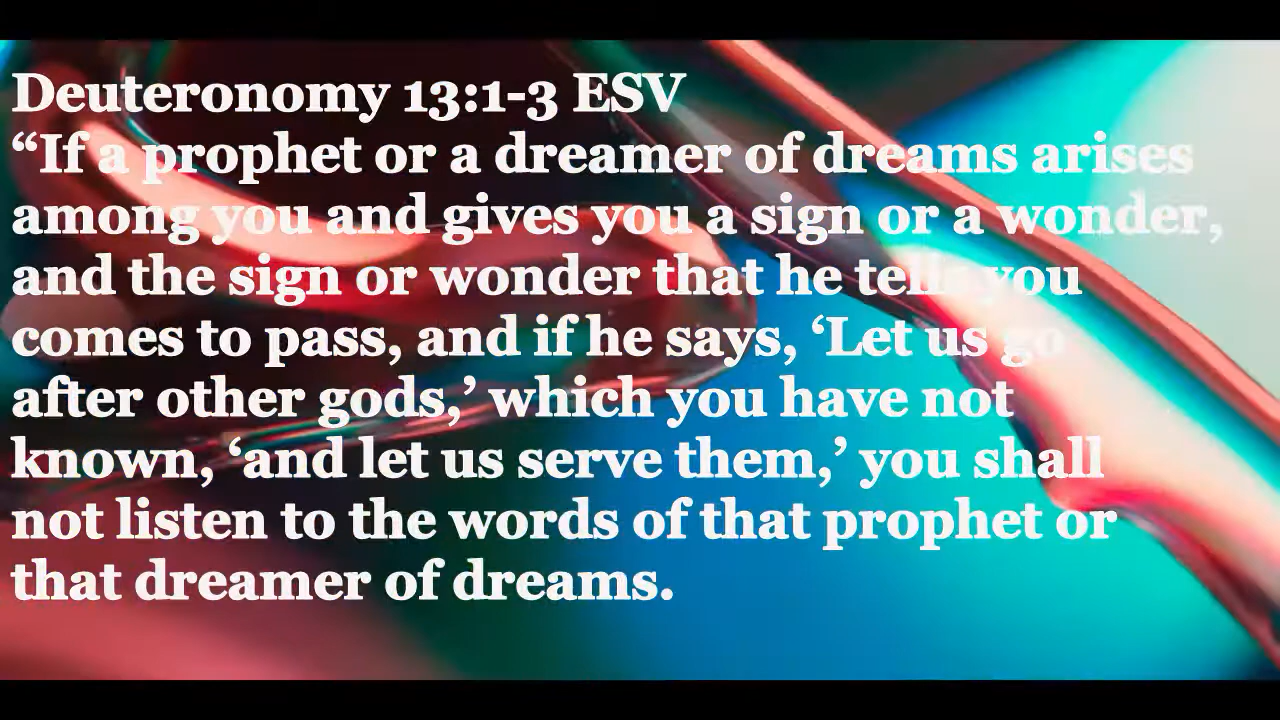 Deuteronomy 13:1-3 ESV
“If a prophet or a dreamer of dreams arises
among you and gives you a sign or a wonder,
and the sign or wonder that he tells you
comes to pass, and if he says, ‘Let us go
after other gods,’ which you have not
known, ‘and let us serve them,’ you shall
not listen to the words of that prophet or
that dreamer of dreams.